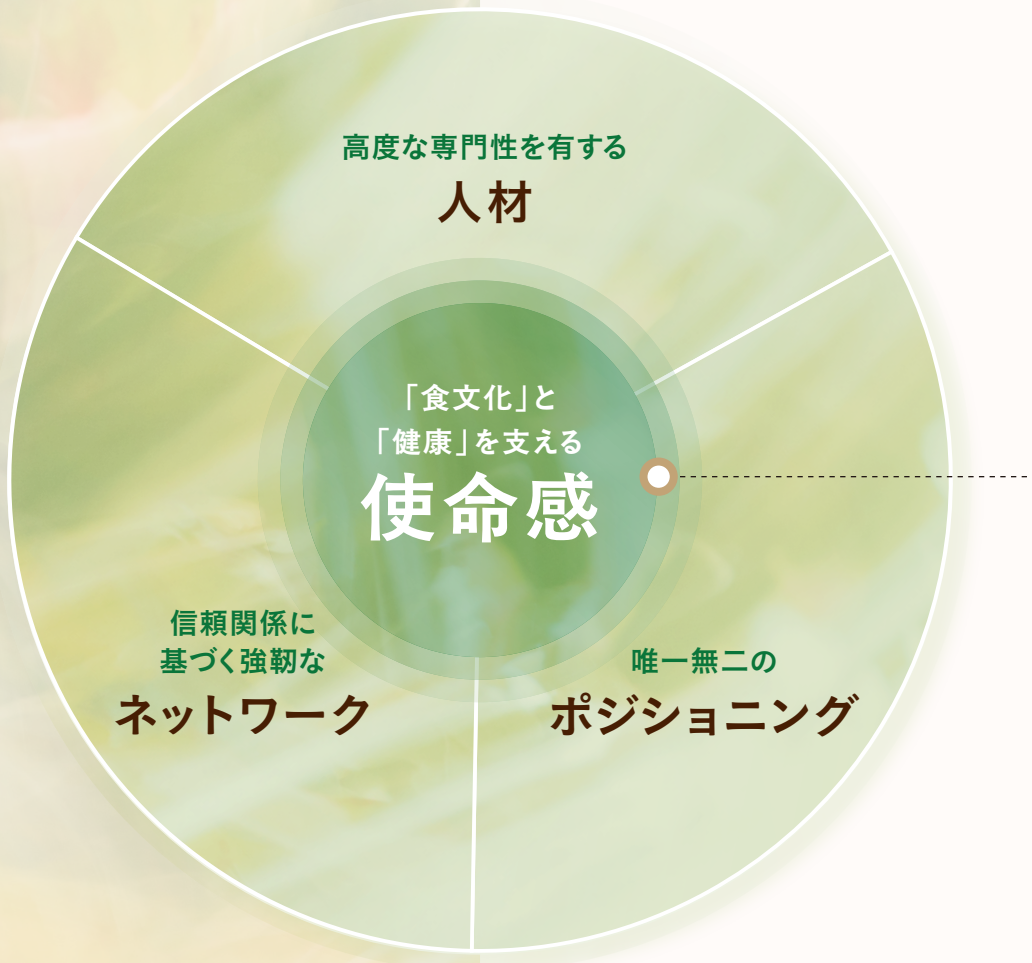 高度な専門性を有する
人材
「食文化」と
「健康」を支える
使命感
信頼関係に
基づく強靭な
ネットワーク
唯一無二の
ポジショニング